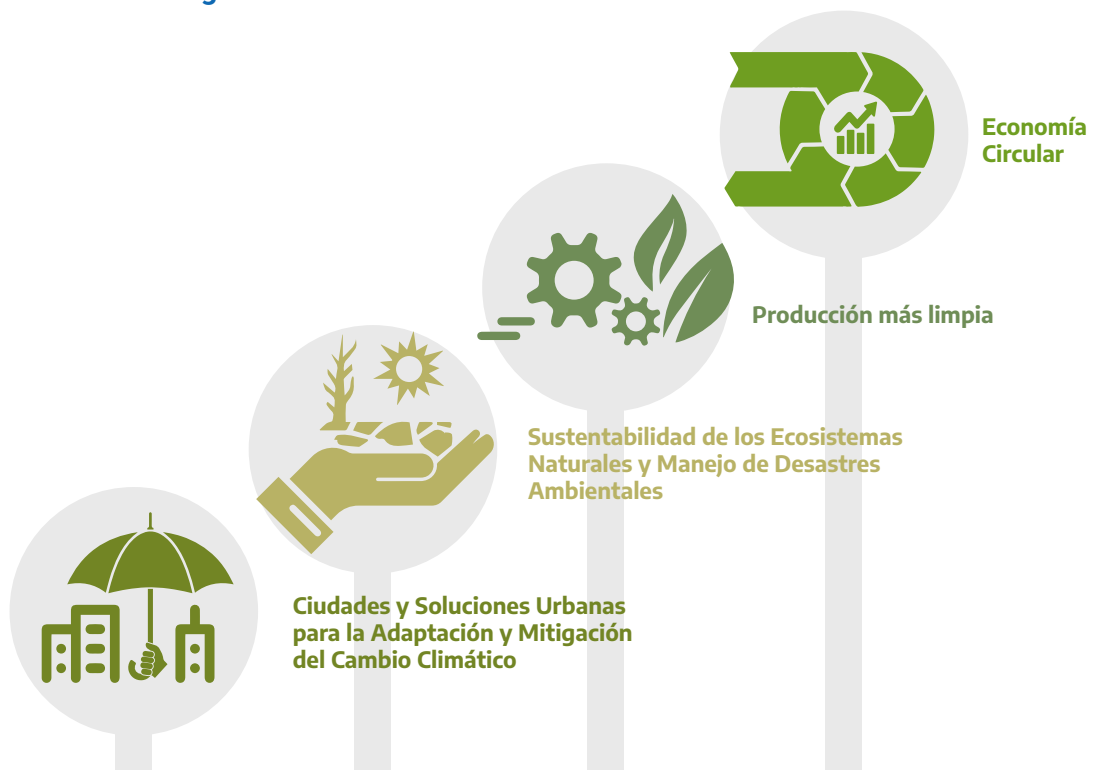 Economía
Circular
Producción más limpia
Sustentabilidad de los Ecosistemas
Naturales y Manejo de Desastres
Ambientales
Ciudades y Soluciones Urbanas
para la Adaptación y Mitigación
del Cambio Climático